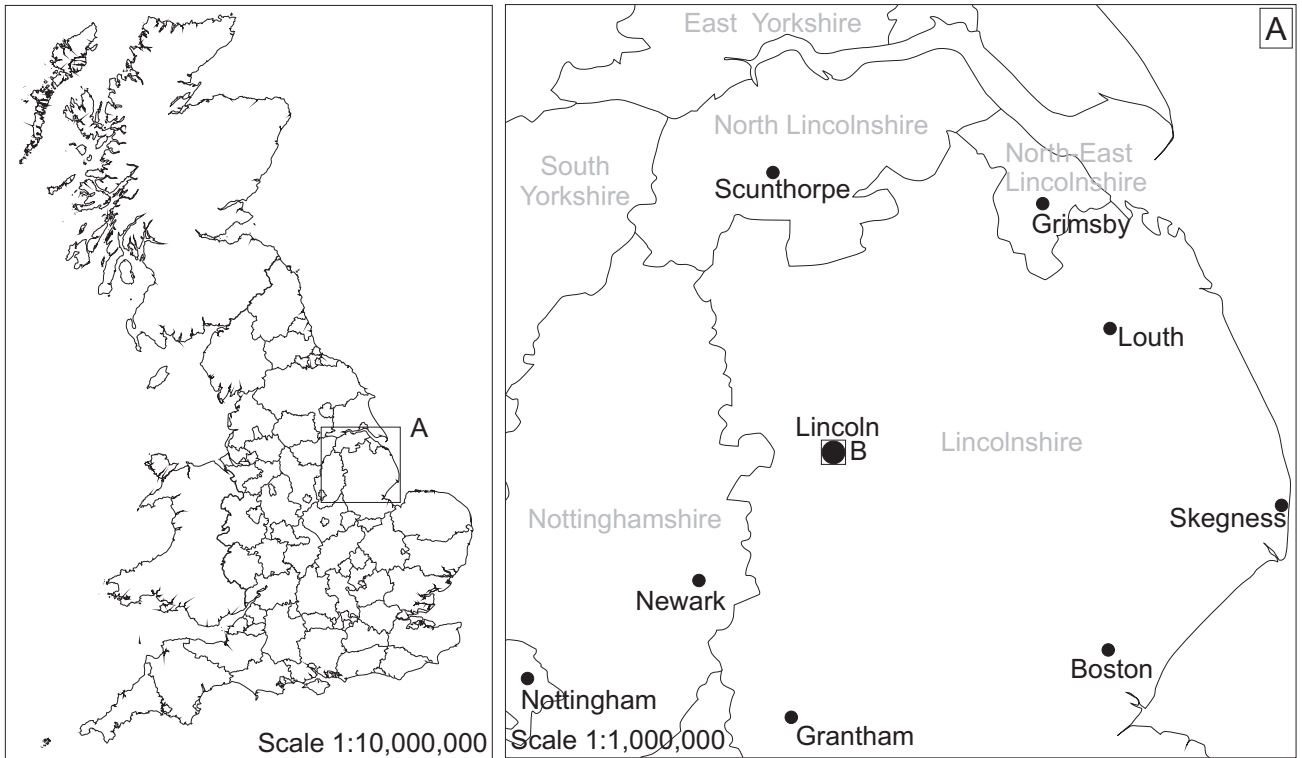 A
Scale 1:10,000,000
A
East Yorkshire
North Lincolnshire
South
Yorkshire
North-East
Lincolnshire
Scunthorpe
Grimsby
Louth
Lincoln
B
Lincolnshire
Nottinghamshire
Skegness
Newark
Boston
Nottingham
Grantham
Scale 1:1,000,000